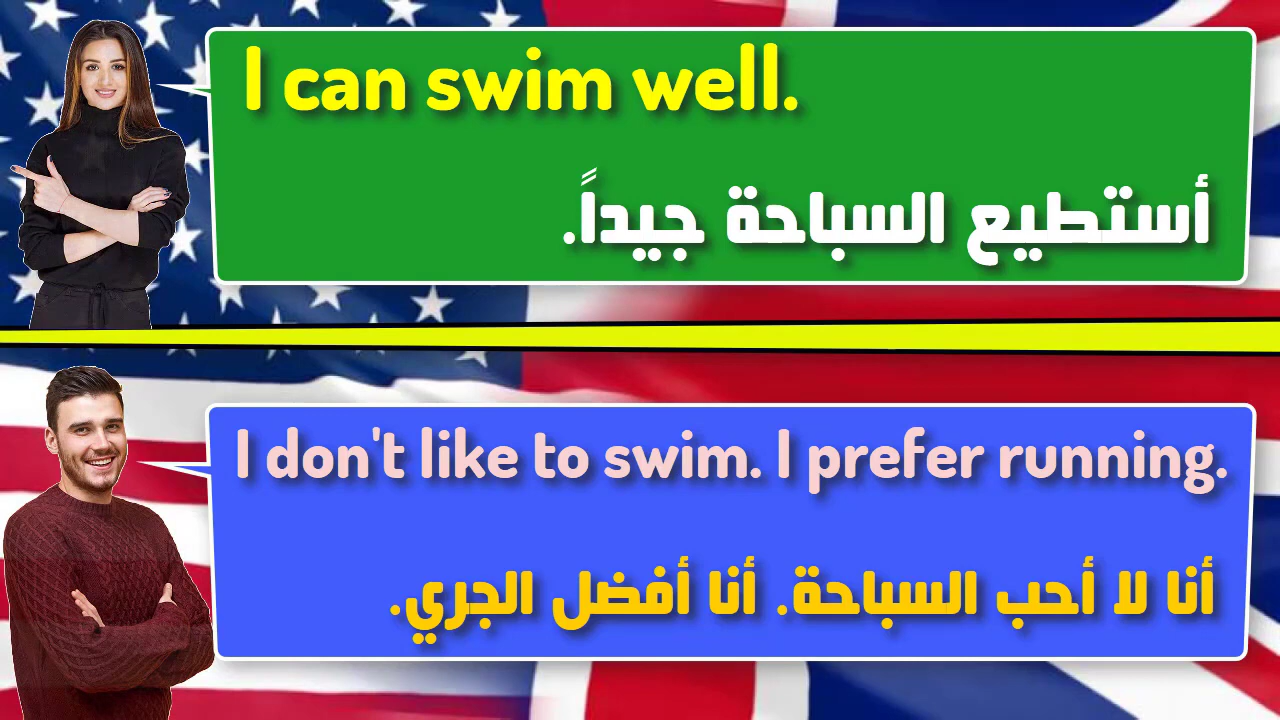 I can swim well.
أستطيع السباحة جيداً.
I don't like to swim. I prefer running.
أنا لا أحب السباحة. أنا أفضل الجري.